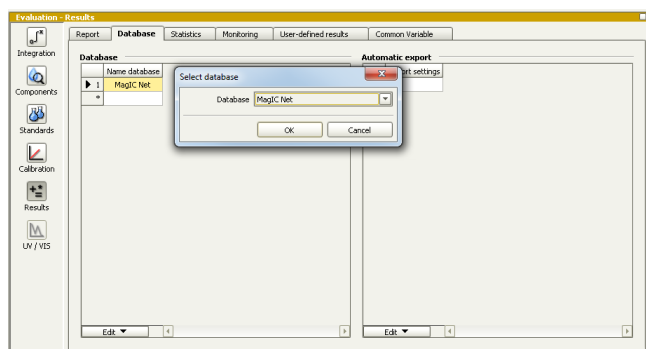 Evaluation - Results
Report Database Statistics Monitoring User-defined results Common Variable
Integration
Components
Standards
Calibration
Results
UV / VIS
Database
Name database
1 MagIC Net
*
Edit
Automatic export
rt settings
Edit
Select database
Database MagIC Net
OK Cancel